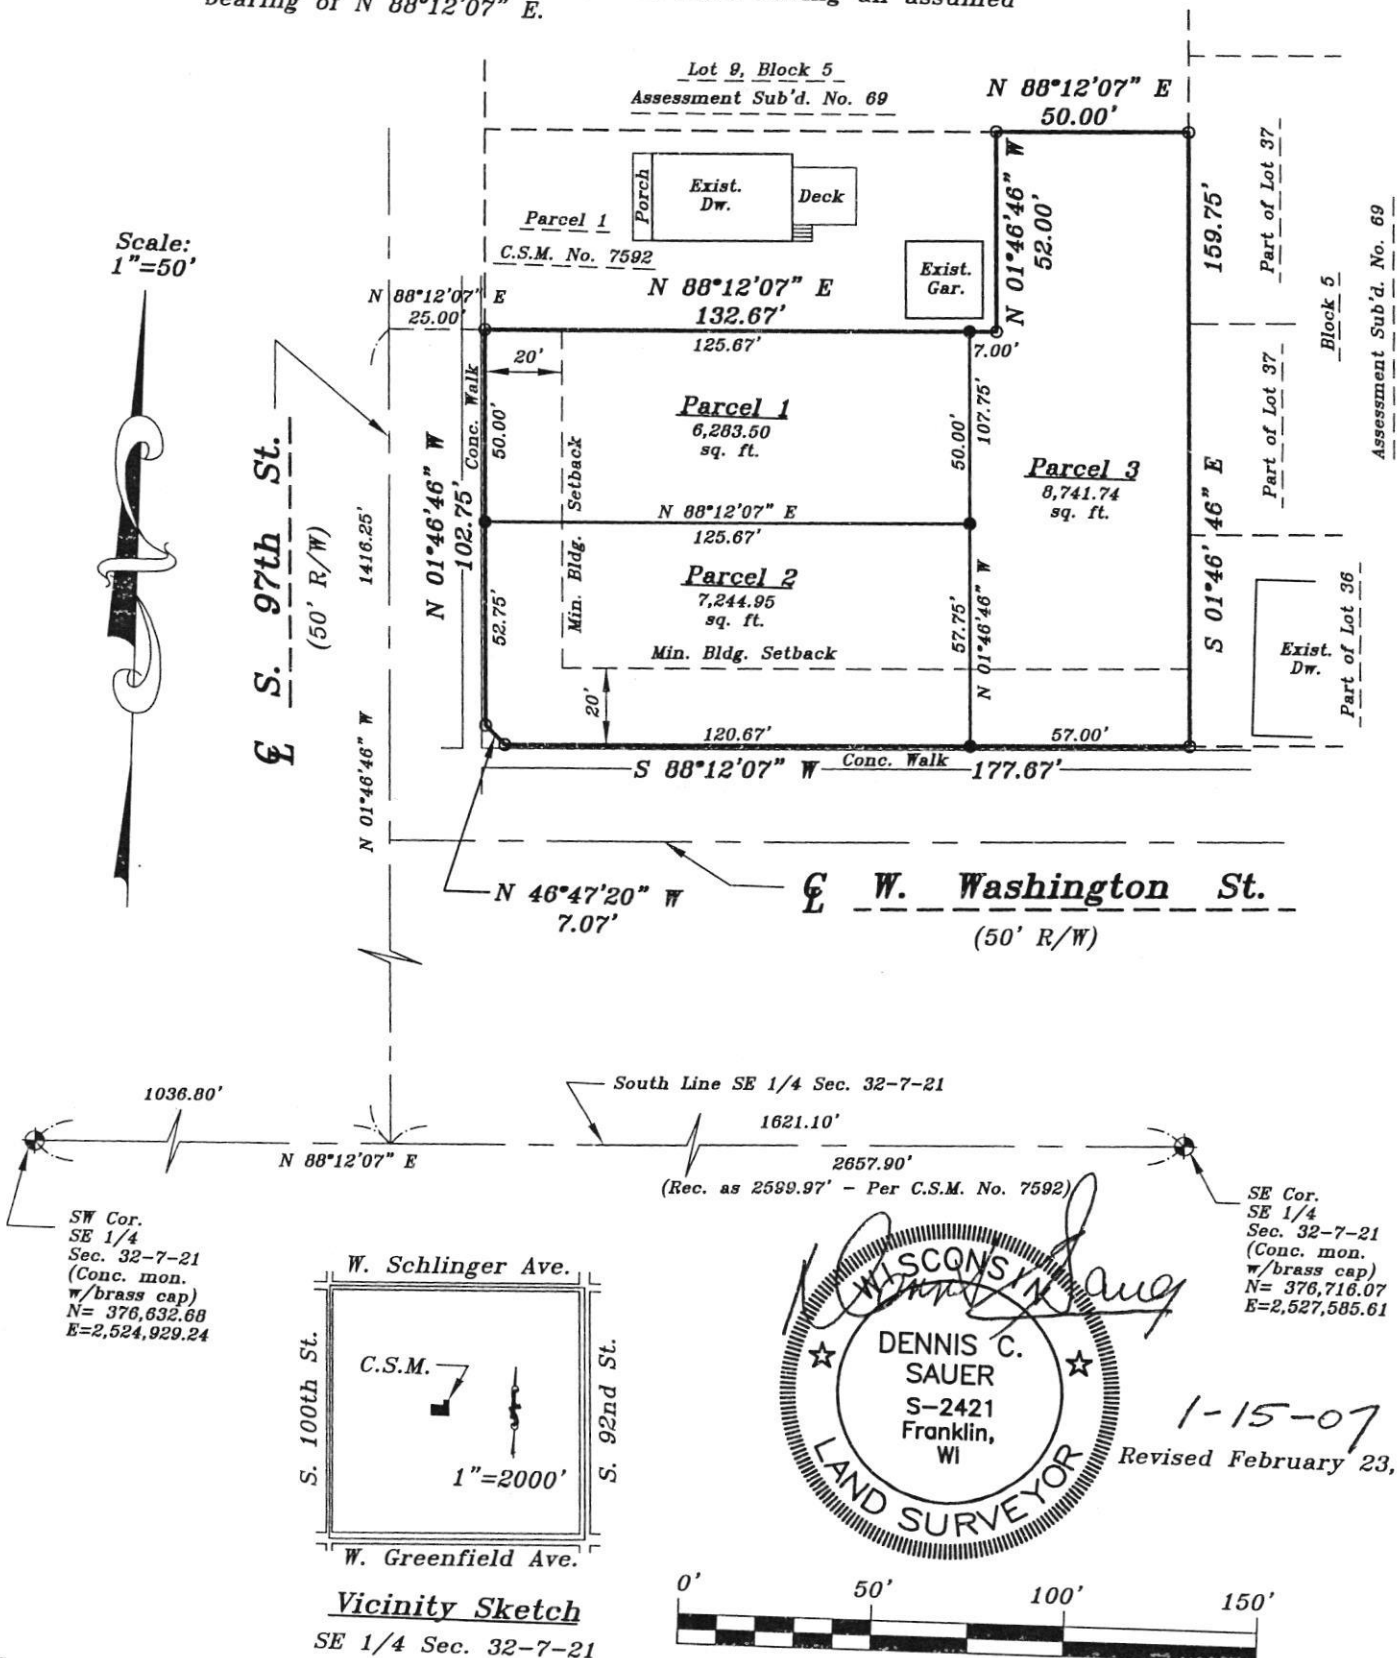 bearing of N 88°12'07" E.
an assumed
Lot 9, Block 5
Assessment Sub'd. No. 69
N 88°12'07" E
50.00'
Porch
Exist.
Dw.
Deck
Parcel 1
C.S.M. No. 7592
Exist.
Gar.
N 01°46'46" W
52.00'
159.75'
Part of Lot 37
Scale:
1"=50'
N 88°12'07" E
25.00'
N 88°12'07" E
132.67'
125.67'
7.00'
20'
Conc. Walk
50.00'
Parcel 1
6,283.50
sq. ft.
50.00'
107.75'
Block 5
Assessment Sub'd. No. 69
Part of Lot 37
Parcel 3
8,741.74
sq. ft.
℄ S. 97th St.
(50' R/W)
1416.25'
N 01°46'46" W
102.75'
Min. Bldg. Setback
N 88°12'07" E
125.67'
Parcel 2
7,244.95
sq. ft.
52.75'
57.75'
N 01°46'46" W
S 01°46'46" E
Min. Bldg. Setback
20'
Exist.
Dw.
Part of Lot 36
120.67'
57.00'
S 88°12'07" W
Conc. Walk
177.67'
N 01°46'46" W
N 46°47'20" W
7.07'
℄ W. Washington St.
(50' R/W)
1036.80'
South Line SE 1/4 Sec. 32-7-21
1621.10'
N 88°12'07" E
2657.90'
(Rec. as 2599.97' - Per C.S.M. No. 7592)
SW Cor.
SE 1/4
Sec. 32-7-21
(Conc. mon.
w/brass cap)
N= 376,632.68
E=2,524,929.24
SE Cor.
SE 1/4
Sec. 32-7-21
(Conc. mon.
w/brass cap)
N= 376,716.07
E=2,527,585.61
W. Schlinger Ave.
S. 100th St.
C.S.M.
S. 92nd St.
1"=2000'
W. Greenfield Ave.
Vicinity Sketch
SE 1/4 Sec. 32-7-21
WISCONSIN
DENNIS C.
SAUER
S-2421
Franklin,
WI
LAND SURVEYOR
1-15-07
Revised February 23,
0' 50' 100' 150'